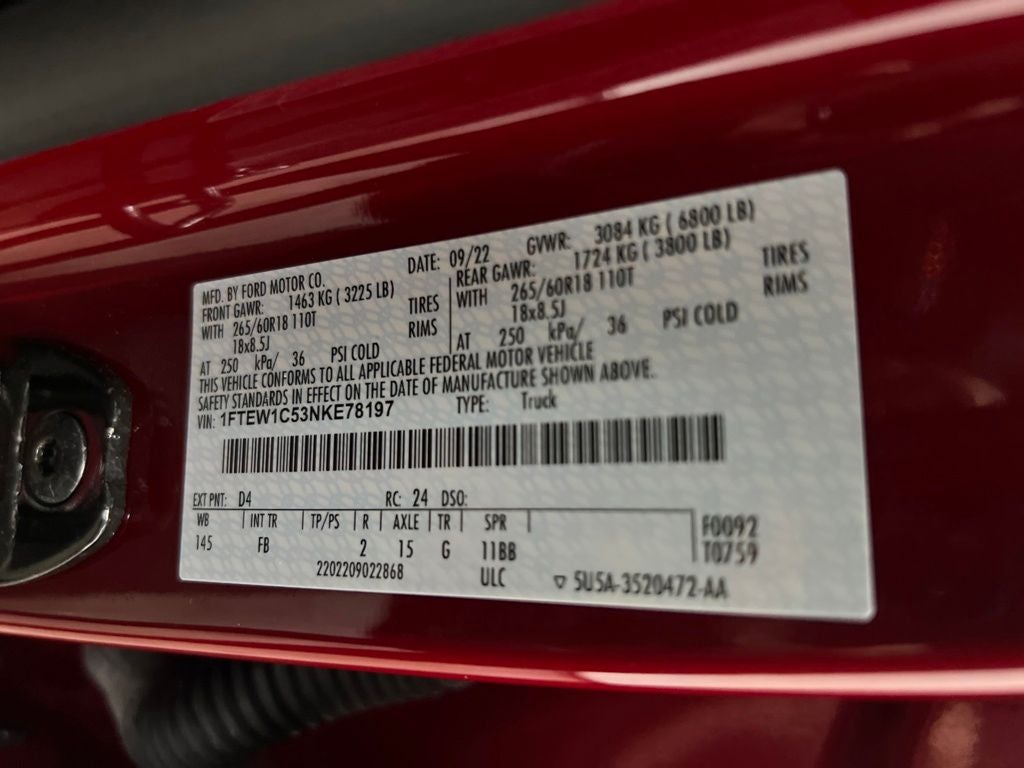 MFD. BY FORD MOTOR CO. DATE: 09/22 GVWR: 3084 KG ( 6800 LB)
FRONT GAWR: 1463 KG ( 3225 LB) REAR GAWR: 1724 KG ( 3800 LB)
WITH 265/60R18 110T TIRES WITH 265/60R18 110T TIRES
18x8.5J RIMS 18x8.5J RIMS
AT 250 kPa/ 36 PSI COLD AT 250 kPa/ 36 PSI COLD
THIS VEHICLE CONFORMS TO ALL APPLICABLE FEDERAL MOTOR VEHICLE
SAFETY STANDARDS IN EFFECT ON THE DATE OF MANUFACTURE SHOWN ABOVE.
VIN: 1FTEW1C53NKE78197 TYPE: Truck
EXT PNT: D4 RC: 24 DSO:
WB INT TR TP/PS R AXLE TR SPR F0092
145 FB 2 15 G 11BB T0759
2202209022868 ULC ▽ 5U5A-3520472-AA